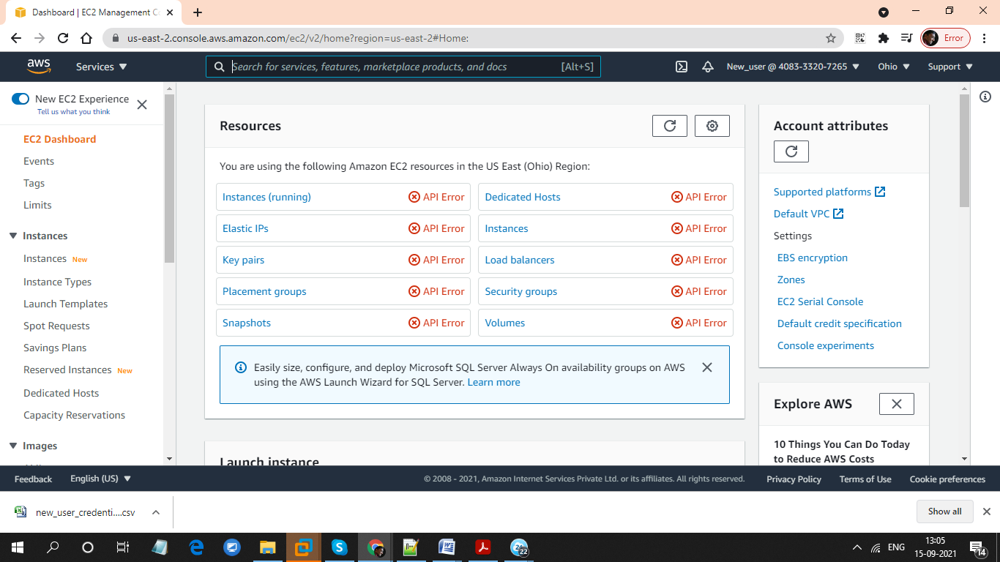 Dashboard | EC2 Management C
us-east-2.console.aws.amazon.com/ec2/v2/home?region=us-east-2#Home:
Error
aws
Services
Search for services, features, marketplace products, and docs
[Alt+S]
New_user @ 4083-3320-7265
Ohio
Support
New EC2 Experience
Tell us what you think
EC2 Dashboard
Events
Tags
Limits
Instances
Instances New
Instance Types
Launch Templates
Spot Requests
Savings Plans
Reserved Instances New
Dedicated Hosts
Capacity Reservations
Images
Resources
You are using the following Amazon EC2 resources in the US East (Ohio) Region:
Instances (running) API Error
Dedicated Hosts API Error
Elastic IPs API Error
Instances API Error
Key pairs API Error
Load balancers API Error
Placement groups API Error
Security groups API Error
Snapshots API Error
Volumes API Error
Easily size, configure, and deploy Microsoft SQL Server Always On availability groups on AWS
using the AWS Launch Wizard for SQL Server. Learn more
Launch instance
Account attributes
Supported platforms
Default VPC
Settings
EBS encryption
Zones
EC2 Serial Console
Default credit specification
Console experiments
Explore AWS
10 Things You Can Do Today
to Reduce AWS Costs
Feedback
English (US)
© 2008 - 2021, Amazon Internet Services Private Ltd. or its affiliates. All rights reserved.
Privacy Policy
Terms of Use
Cookie preferences
new_user_credenti....csv
Show all
ENG
13:05
15-09-2021
14
22